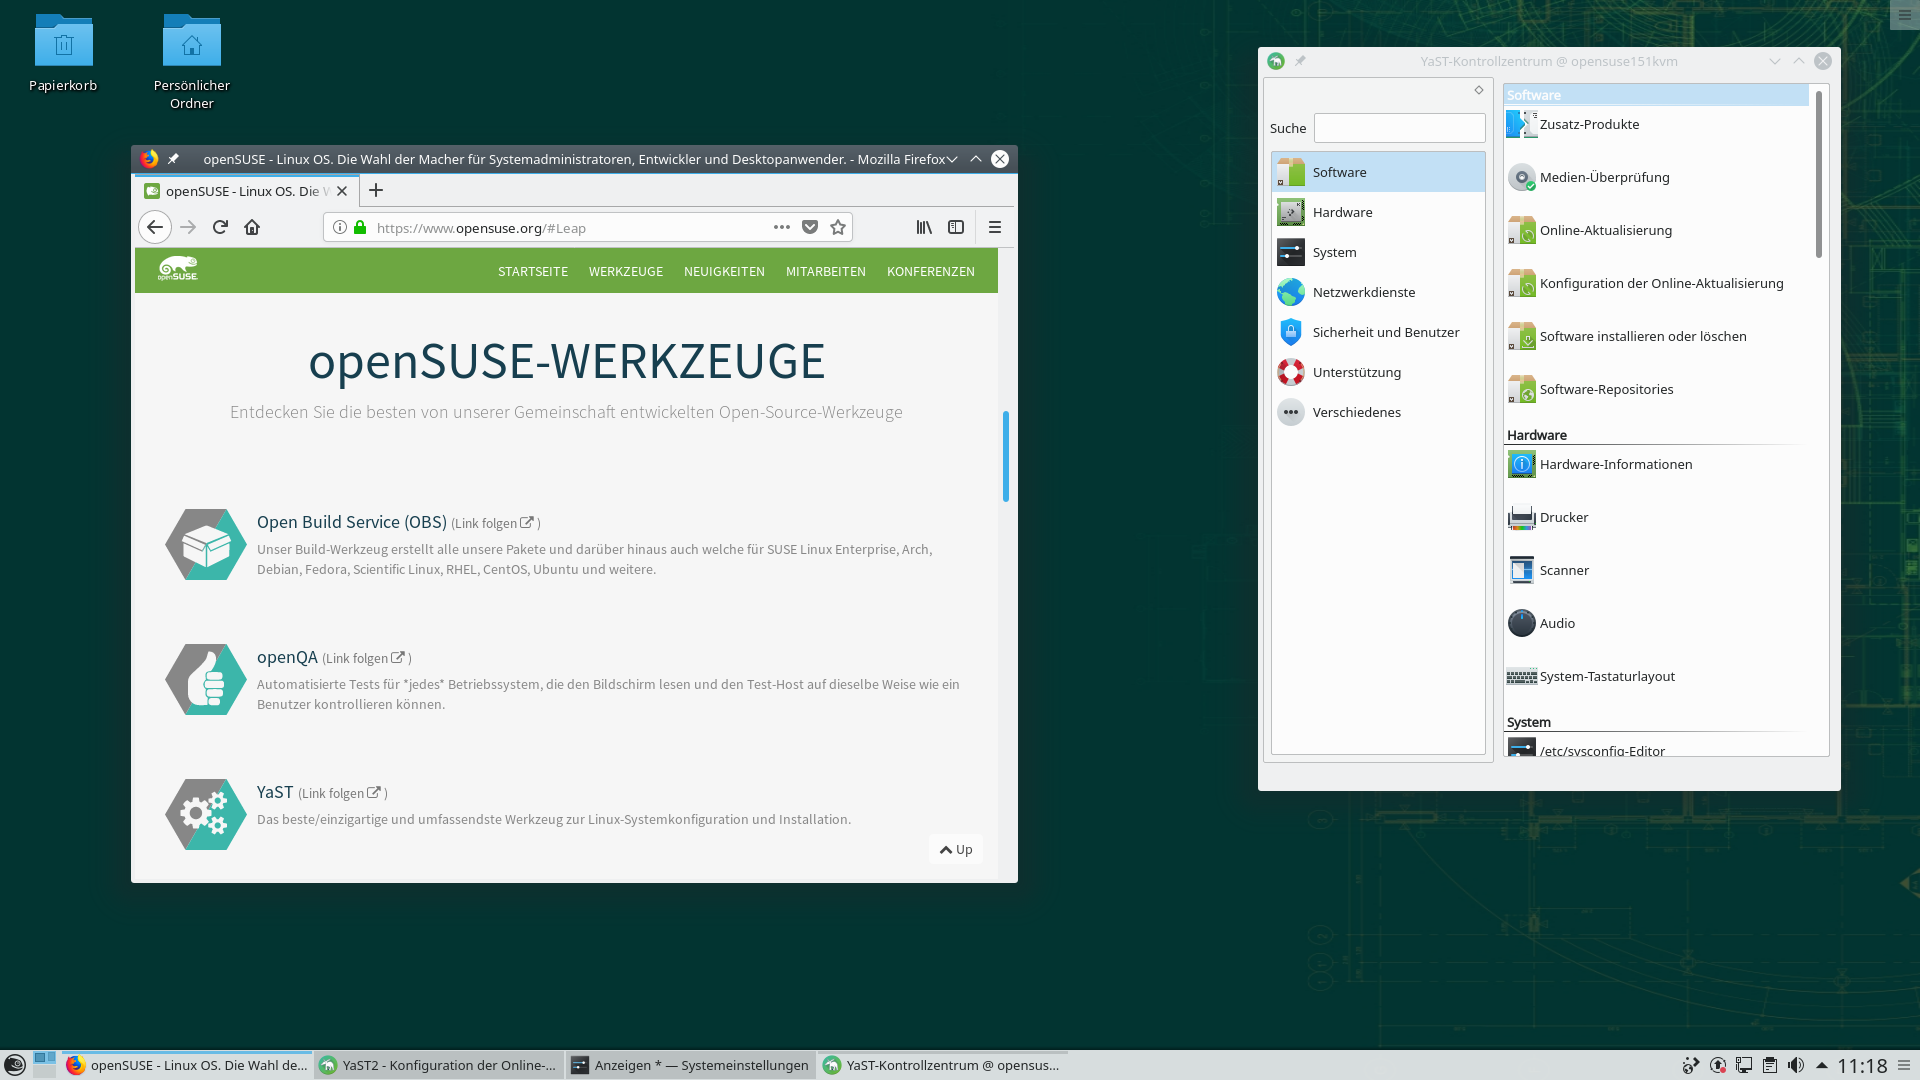 Papierkorb
Persönlicher
Ordner
openSUSE - Linux OS. Die Wahl der Macher für Systemadministratoren, Entwickler und Desktopanwender. - Mozilla Firefox
openSUSE - Linux OS. Die W
https://www.opensuse.org/#Leap
openSUSE.
STARTSEITE WERKZEUGE NEUIGKEITEN MITARBEITEN KONFERENZEN
openSUSE-WERKZEUGE
Entdecken Sie die besten von unserer Gemeinschaft entwickelten Open-Source-Werkzeuge
Open Build Service (OBS) (Link folgen )
Unser Build-Werkzeug erstellt alle unsere Pakete und darüber hinaus auch welche für SUSE Linux Enterprise, Arch,
Debian, Fedora, Scientific Linux, RHEL, CentOS, Ubuntu und weitere.
openQA (Link folgen )
Automatisierte Tests für *jedes* Betriebssystem, die den Bildschirm lesen und den Test-Host auf dieselbe Weise wie ein
Benutzer kontrollieren können.
YaST (Link folgen )
Das beste/einzigartige und umfassendste Werkzeug zur Linux-Systemkonfiguration und Installation.
Up
YaST-Kontrollzentrum @ opensuse151kvm
Suche
Software
Hardware
System
Netzwerkdienste
Sicherheit und Benutzer
Unterstützung
Verschiedenes
Software
Zusatz-Produkte
Medien-Überprüfung
Online-Aktualisierung
Konfiguration der Online-Aktualisierung
Software installieren oder löschen
Software-Repositories
Hardware
Hardware-Informationen
Drucker
Scanner
Audio
System-Tastaturlayout
System
/etc/sysconfig-Editor
openSUSE - Linux OS. Die Wahl de...
YaST2 - Konfiguration der Online-...
Anzeigen * — Systemeinstellungen
YaST-Kontrollzentrum @ opensus...
11:18